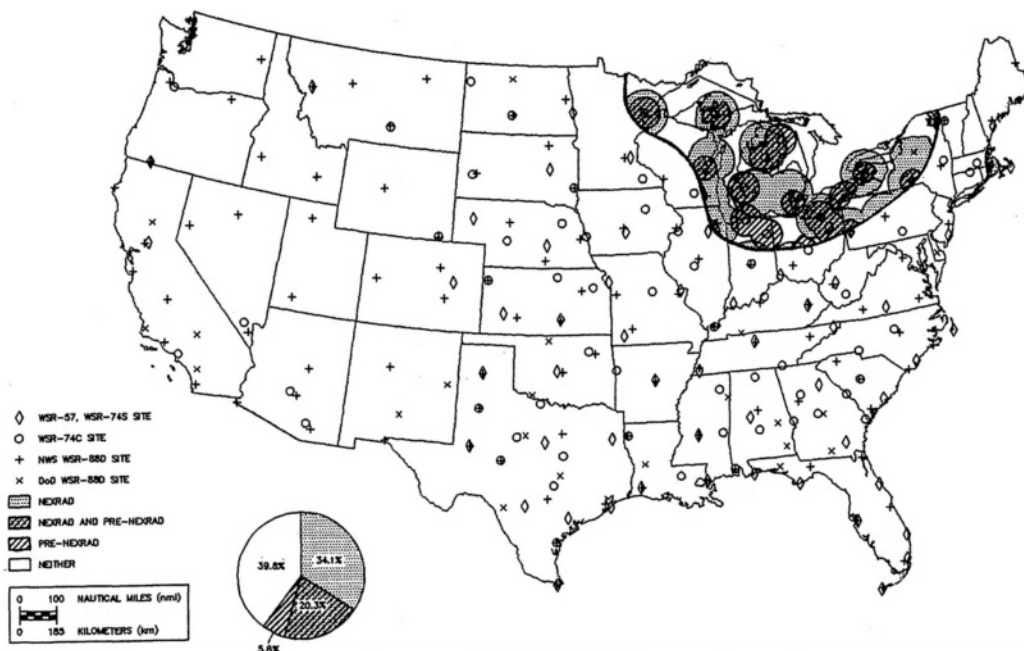 WSR-57, WSR-74S SITE
WSR-74C SITE
NWS WSR-88D SITE
DoD WSR-88D SITE
NEXRAD
NEXRAD AND PRE-NEXRAD
PRE-NEXRAD
NEITHER
0 100 NAUTICAL MILES (nmi)
0 185 KILOMETERS (km)
39.8%
34.1%
20.3%
5.8%